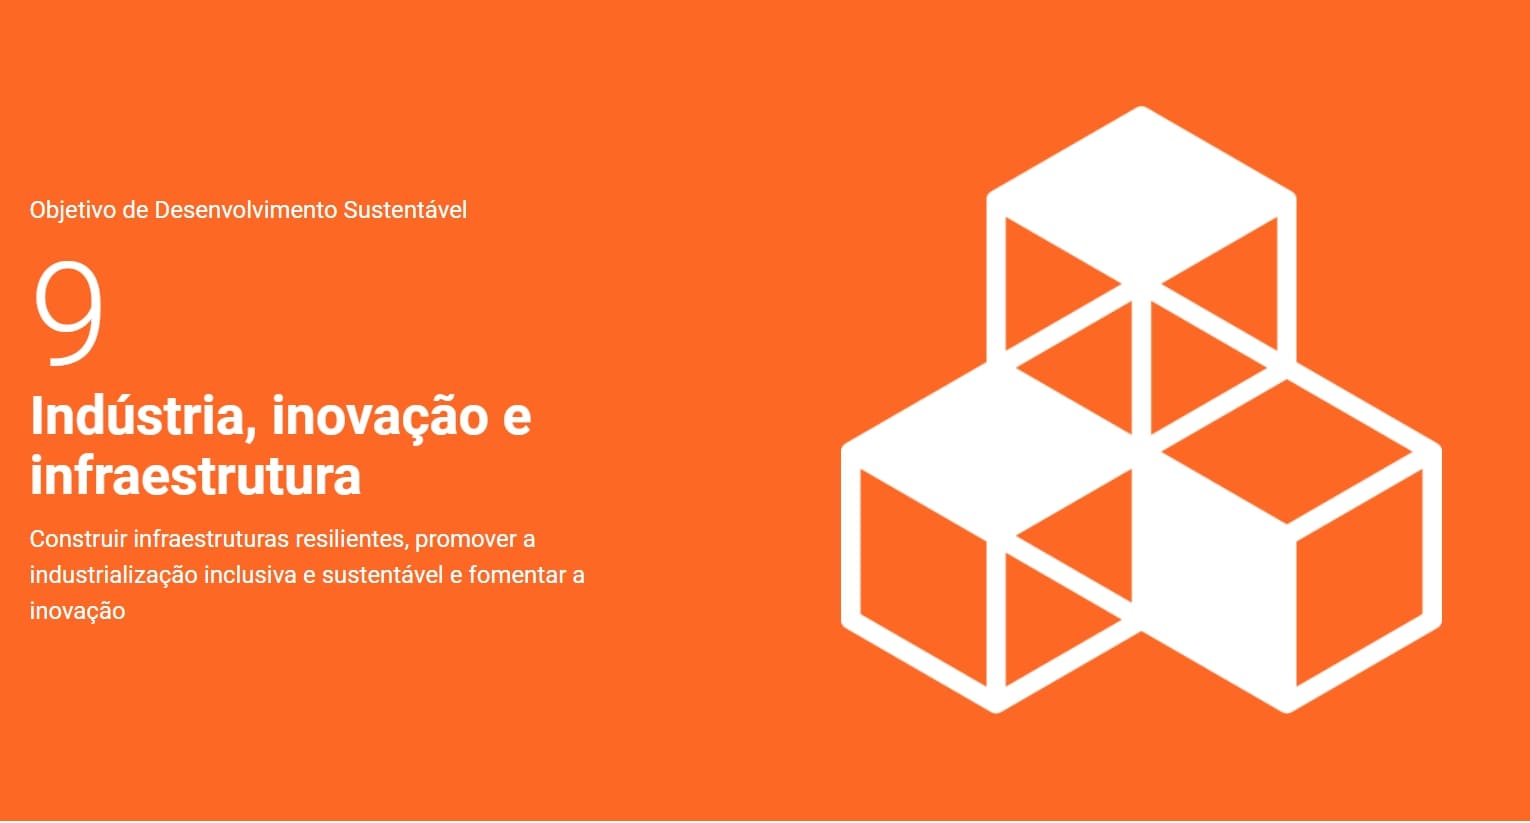 Objetivo de Desenvolvimento Sustentável
9
Indústria, inovação e
infraestrutura
Construir infraestruturas resilientes, promover a
industrialização inclusiva e sustentável e fomentar a
inovação